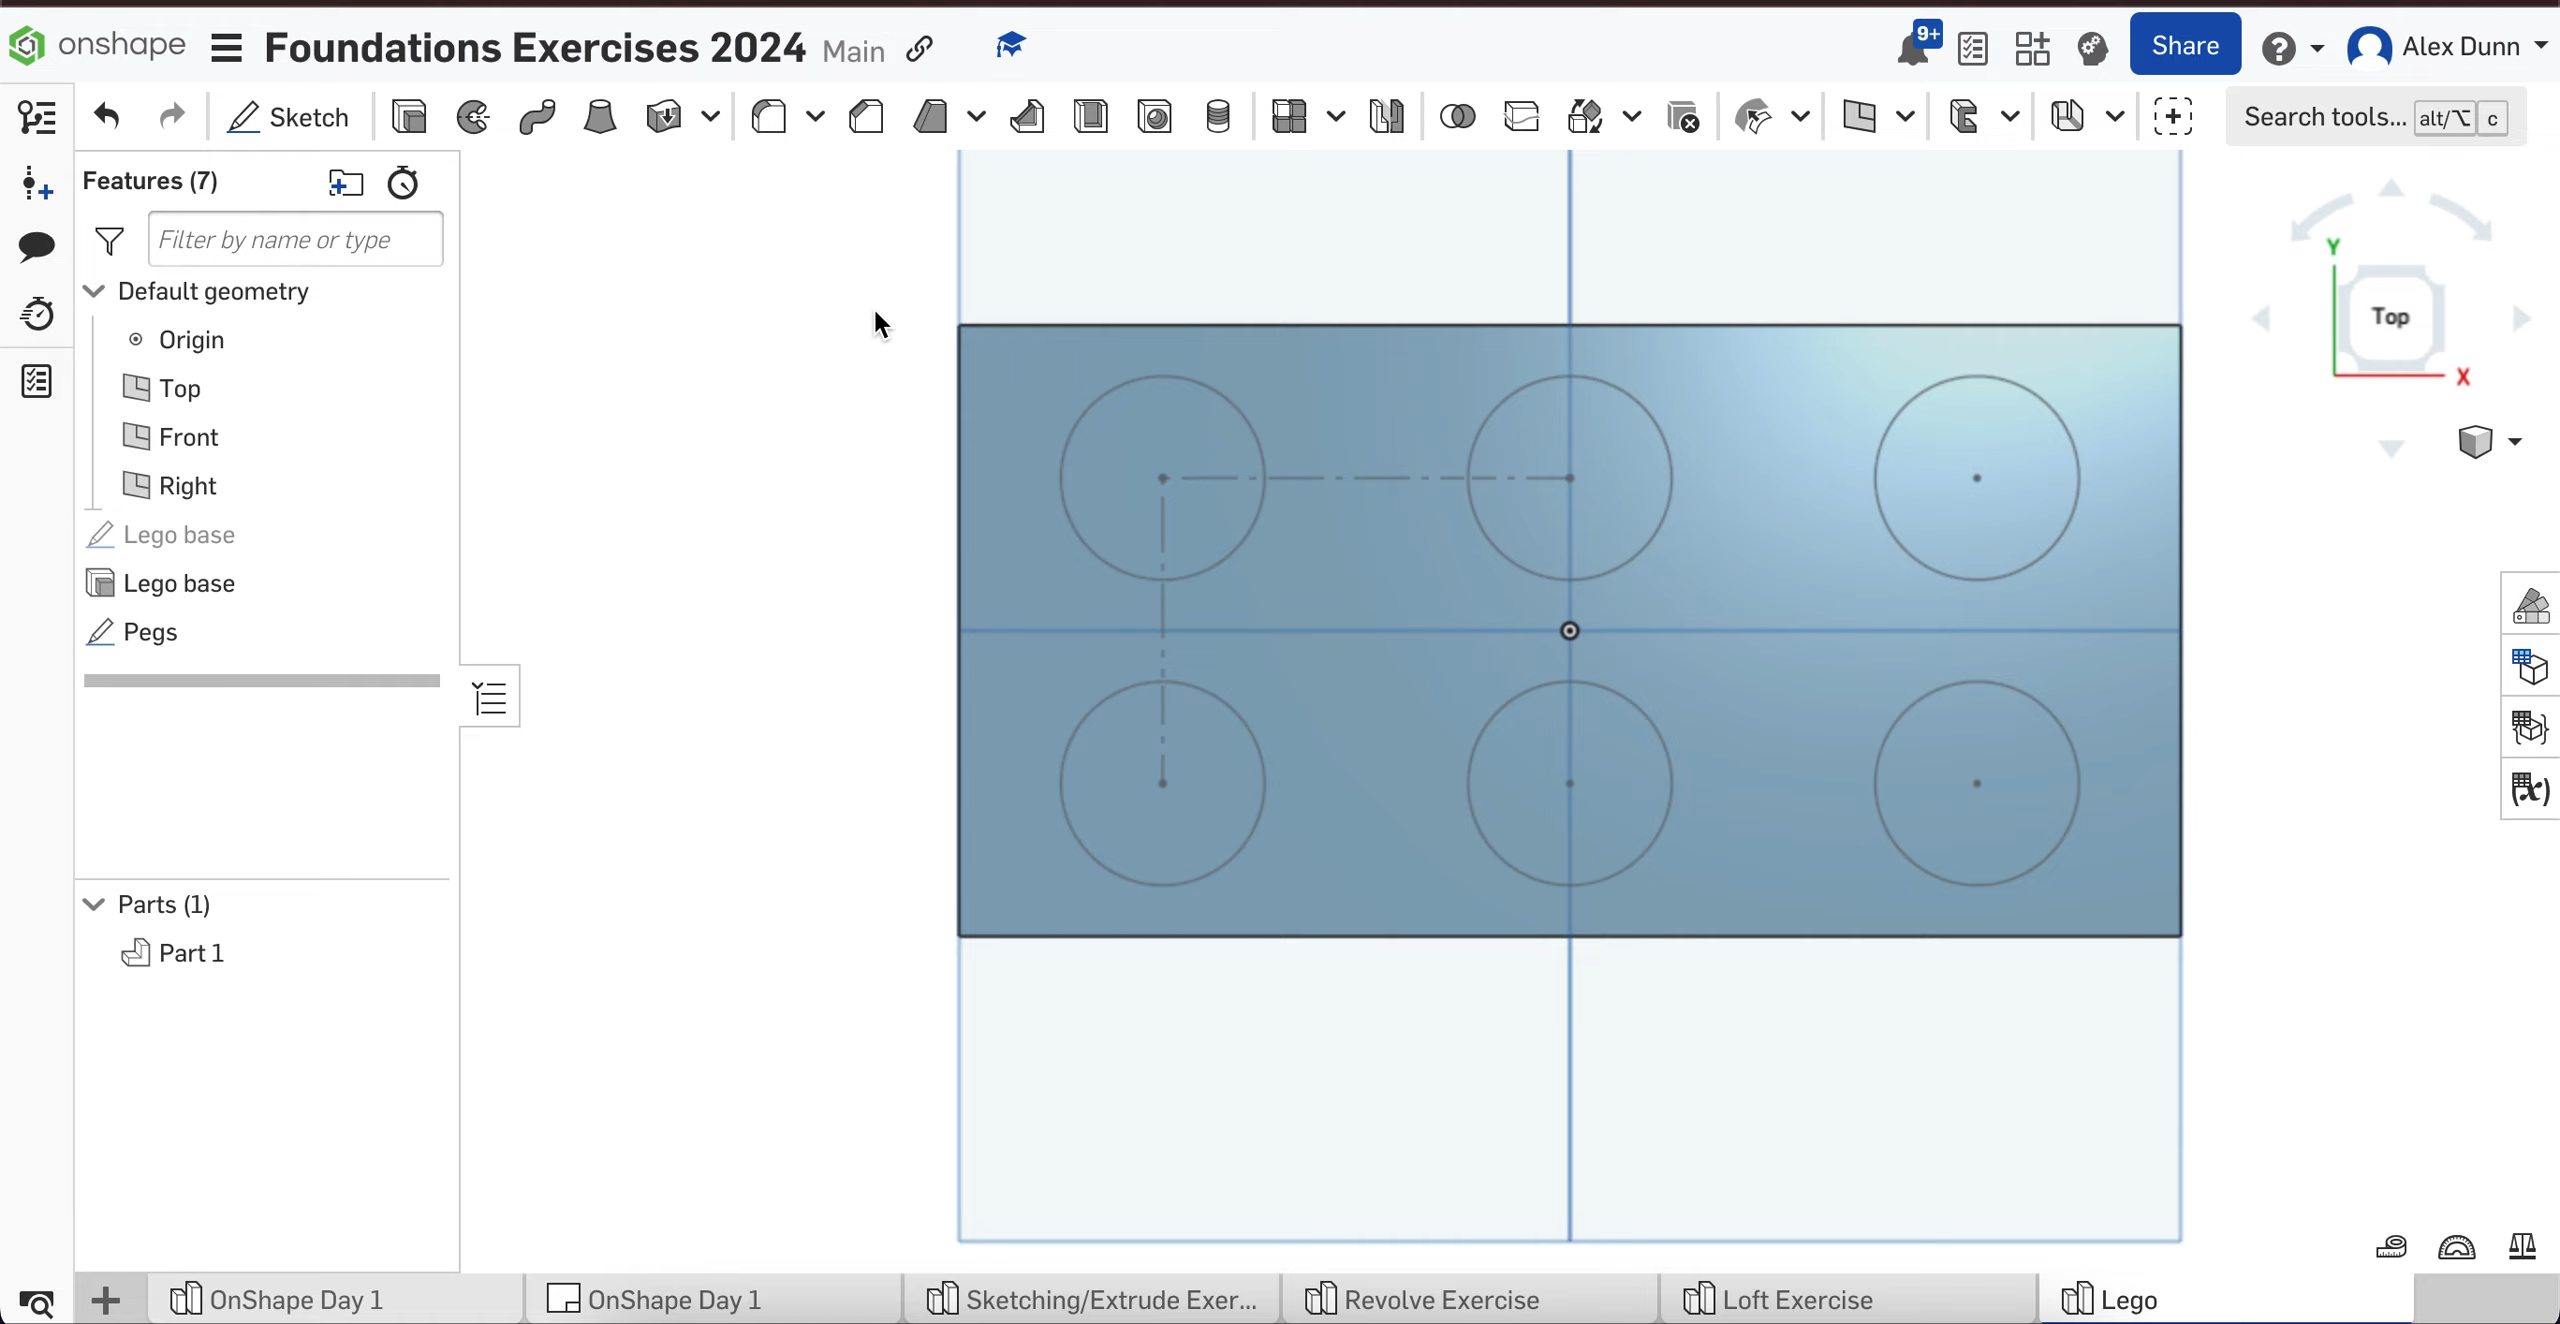 onshape
Foundations Exercises 2024 Main
9+
Share
Alex Dunn
Sketch
Search tools... alt/⌥ c
Features (7)
Filter by name or type
Default geometry
Origin
Top
Front
Right
Lego base
Lego base
Pegs
Parts (1)
Part 1
Y
Top
X
(x)
OnShape Day 1
OnShape Day 1
Sketching/Extrude Exer...
Revolve Exercise
Loft Exercise
Lego